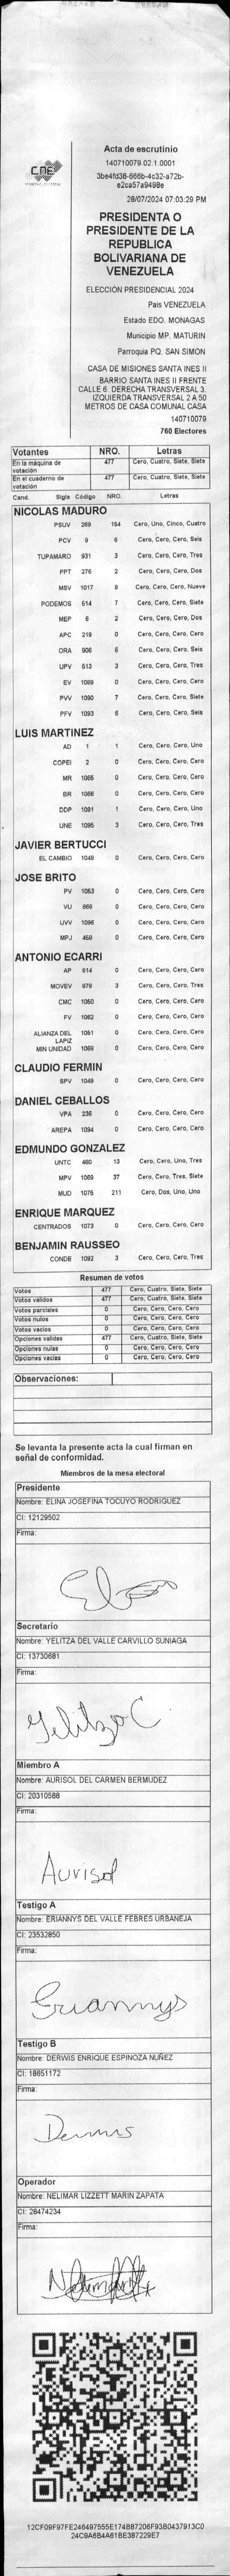 CNE
Acta de escrutinio
140710079.02.1.0001
3be4fd38-666b-4c32-a72b-
e2ca57a9498e
28/07/2024 07:03:29 PM
PRESIDENTA O
PRESIDENTE DE LA
REPUBLICA
BOLIVARIANA DE
VENEZUELA
ELECCIÓN PRESIDENCIAL 2024
País VENEZUELA
Estado EDO. MONAGAS
Municipio MP. MATURIN
Parroquia PQ. SAN SIMON
CASA DE MISIONES SANTA INES II
BARRIO SANTA INES II FRENTE
CALLE 6. DERECHA TRANSVERSAL 3.
IZQUIERDA TRANSVERSAL 2 A 50
METROS DE CASA COMUNAL CASA
140710079
760 Electores
Votantes NRO. Letras
En la máquina de votación 477 Cero, Cuatro, Siete, Siete
En el cuaderno de votación 477 Cero, Cuatro, Siete, Siete
Cand. Sigla Código NRO. Letras
NICOLAS MADURO
PSUV 269 154 Cero, Uno, Cinco, Cuatro
PCV 9 6 Cero, Cero, Cero, Seis
TUPAMARO 931 3 Cero, Cero, Cero, Tres
PPT 276 2 Cero, Cero, Cero, Dos
MSV 1017 9 Cero, Cero, Cero, Nueve
PODEMOS 514 7 Cero, Cero, Cero, Siete
MEP 6 2 Cero, Cero, Cero, Dos
APC 219 0 Cero, Cero, Cero, Cero
ORA 906 6 Cero, Cero, Cero, Seis
UPV 513 3 Cero, Cero, Cero, Tres
EV 1089 0 Cero, Cero, Cero, Cero
PVV 1090 7 Cero, Cero, Cero, Siete
PFV 1093 6 Cero, Cero, Cero, Seis
LUIS MARTINEZ
AD 1 1 Cero, Cero, Cero, Uno
COPEI 2 0 Cero, Cero, Cero, Cero
MR 1065 0 Cero, Cero, Cero, Cero
BR 1066 0 Cero, Cero, Cero, Cero
DDP 1091 1 Cero, Cero, Cero, Uno
UNE 1095 3 Cero, Cero, Cero, Tres
JAVIER BERTUCCI
EL CAMBIO 1048 0 Cero, Cero, Cero, Cero
JOSE BRITO
PV 1053 0 Cero, Cero, Cero, Cero
VU 868 0 Cero, Cero, Cero, Cero
UVV 1096 0 Cero, Cero, Cero, Cero
MPJ 458 0 Cero, Cero, Cero, Cero
ANTONIO ECARRI
AP 814 0 Cero, Cero, Cero, Cero
MOVEV 878 3 Cero, Cero, Cero, Tres
CMC 1050 0 Cero, Cero, Cero, Cero
FV 1062 0 Cero, Cero, Cero, Cero
ALIANZA DEL LAPIZ 1051 0 Cero, Cero, Cero, Cero
MIN UNIDAD 1068 0 Cero, Cero, Cero, Cero
CLAUDIO FERMIN
SPV 1049 0 Cero, Cero, Cero, Cero
DANIEL CEBALLOS
VPA 236 0 Cero, Cero, Cero, Cero
AREPA 1094 0 Cero, Cero, Cero, Cero
EDMUNDO GONZALEZ
UNTC 460 13 Cero, Cero, Uno, Tres
MPV 1069 37 Cero, Cero, Tres, Siete
MUD 1075 211 Cero, Dos, Uno, Uno
ENRIQUE MARQUEZ
CENTRADOS 1073 0 Cero, Cero, Cero, Cero
BENJAMIN RAUSSEO
CONDE 1092 3 Cero, Cero, Cero, Tres
Resumen de votos
Votos 477 Cero, Cuatro, Siete, Siete
Votos validos 477 Cero, Cuatro, Siete, Siete
Votos parciales 0 Cero, Cero, Cero, Cero
Votos nulos 0 Cero, Cero, Cero, Cero
Votos vacios 0 Cero, Cero, Cero, Cero
Opciones validas 477 Cero, Cuatro, Siete, Siete
Opciones nulas 0 Cero, Cero, Cero, Cero
Opciones vacias 0 Cero, Cero, Cero, Cero
Observaciones:
Se levanta la presente acta la cual firman en
señal de conformidad.
Miembros de la mesa electoral
Presidente
Nombre: ELINA JOSEFINA TOCUYO RODRIGUEZ
CI: 12129502
Firma:
Secretario
Nombre: YELITZA DEL VALLE CARVILLO SUNIAGA
CI: 13730681
Firma:
Yelitza C
Miembro A
Nombre: AURISOL DEL CARMEN BERMUDEZ
CI: 20310588
Firma:
Aurisol
Testigo A
Nombre: ERIANNYS DEL VALLE FEBRES URBANEJA
CI: 23532850
Firma:
Eriannys
Testigo B
Nombre: DERWIS ENRIQUE ESPINOZA NUÑEZ
CI: 18651172
Firma:
Derwis
Operador
Nombre: NELIMAR LIZZETT MARIN ZAPATA
CI: 28474234
Firma:
12CF09F97FE246497555E174B87206F93B0437913C0
24C9A6B4A61BE387229E7